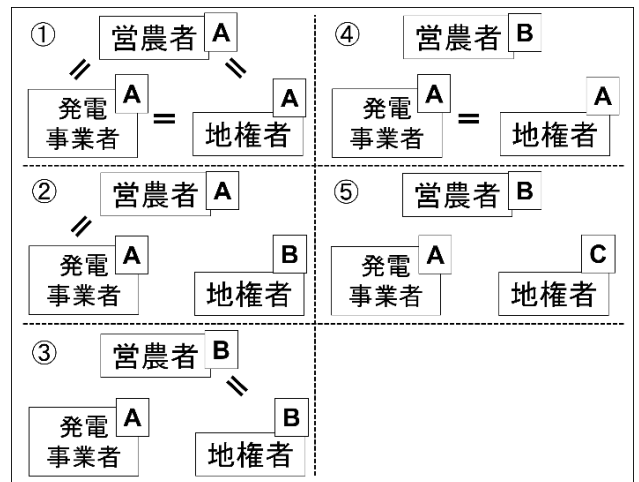 ①
営農者 A
発電
事業者 A
=
地権者 A
②
営農者 A
発電
事業者 A
地権者 B
③
営農者 B
発電
事業者 A
地権者 B
④
営農者 B
発電
事業者 A
=
地権者 A
⑤
営農者 B
発電
事業者 A
地権者 C